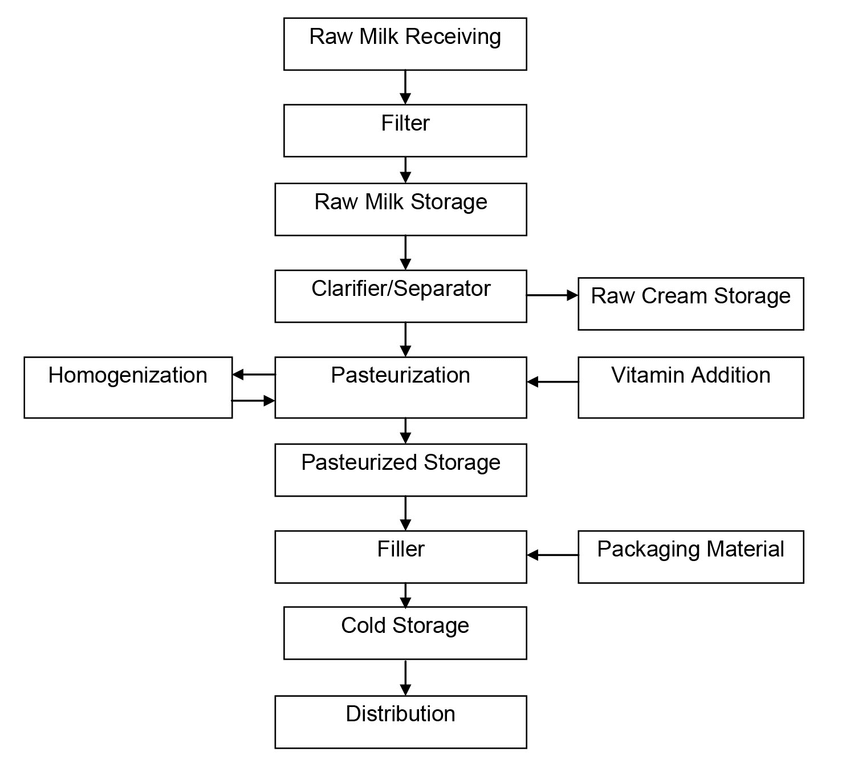 Raw Milk Receiving
Filter
Raw Milk Storage
Clarifier/Separator
Raw Cream Storage
Homogenization
Pasteurization
Vitamin Addition
Pasteurized Storage
Filler
Packaging Material
Cold Storage
Distribution